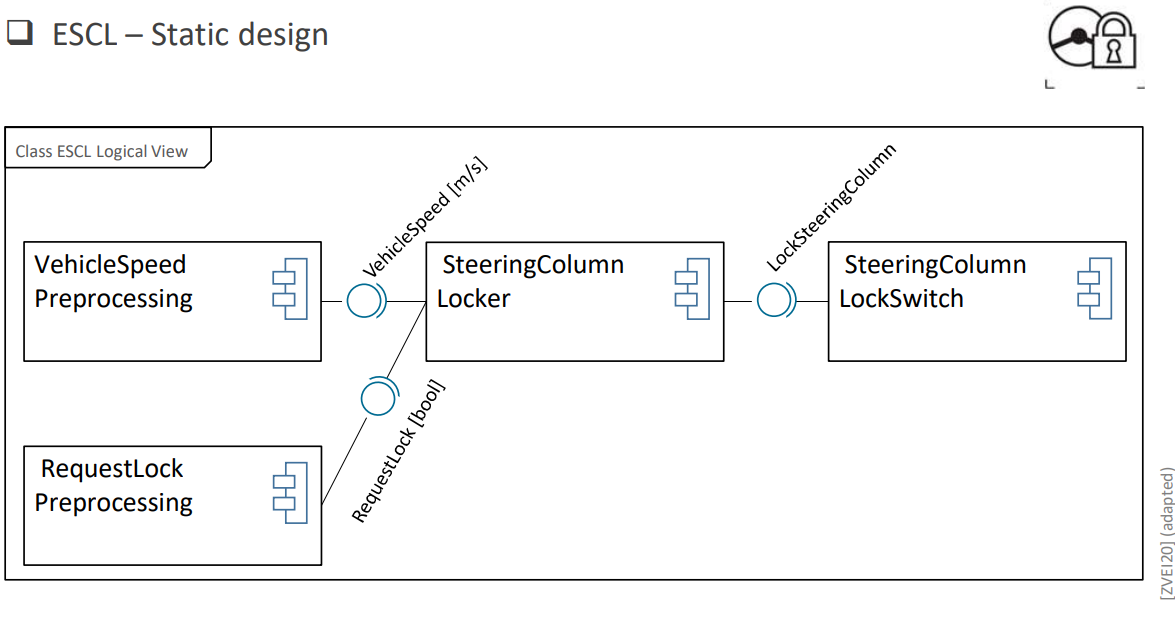 ESCL – Static design
Class ESCL Logical View
VehicleSpeed [m/s]
LockSteeringColumn
VehicleSpeed
Preprocessing
SteeringColumn
Locker
SteeringColumn
LockSwitch
RequestLock [bool]
RequestLock
Preprocessing
[ZVEI20] (adapted)